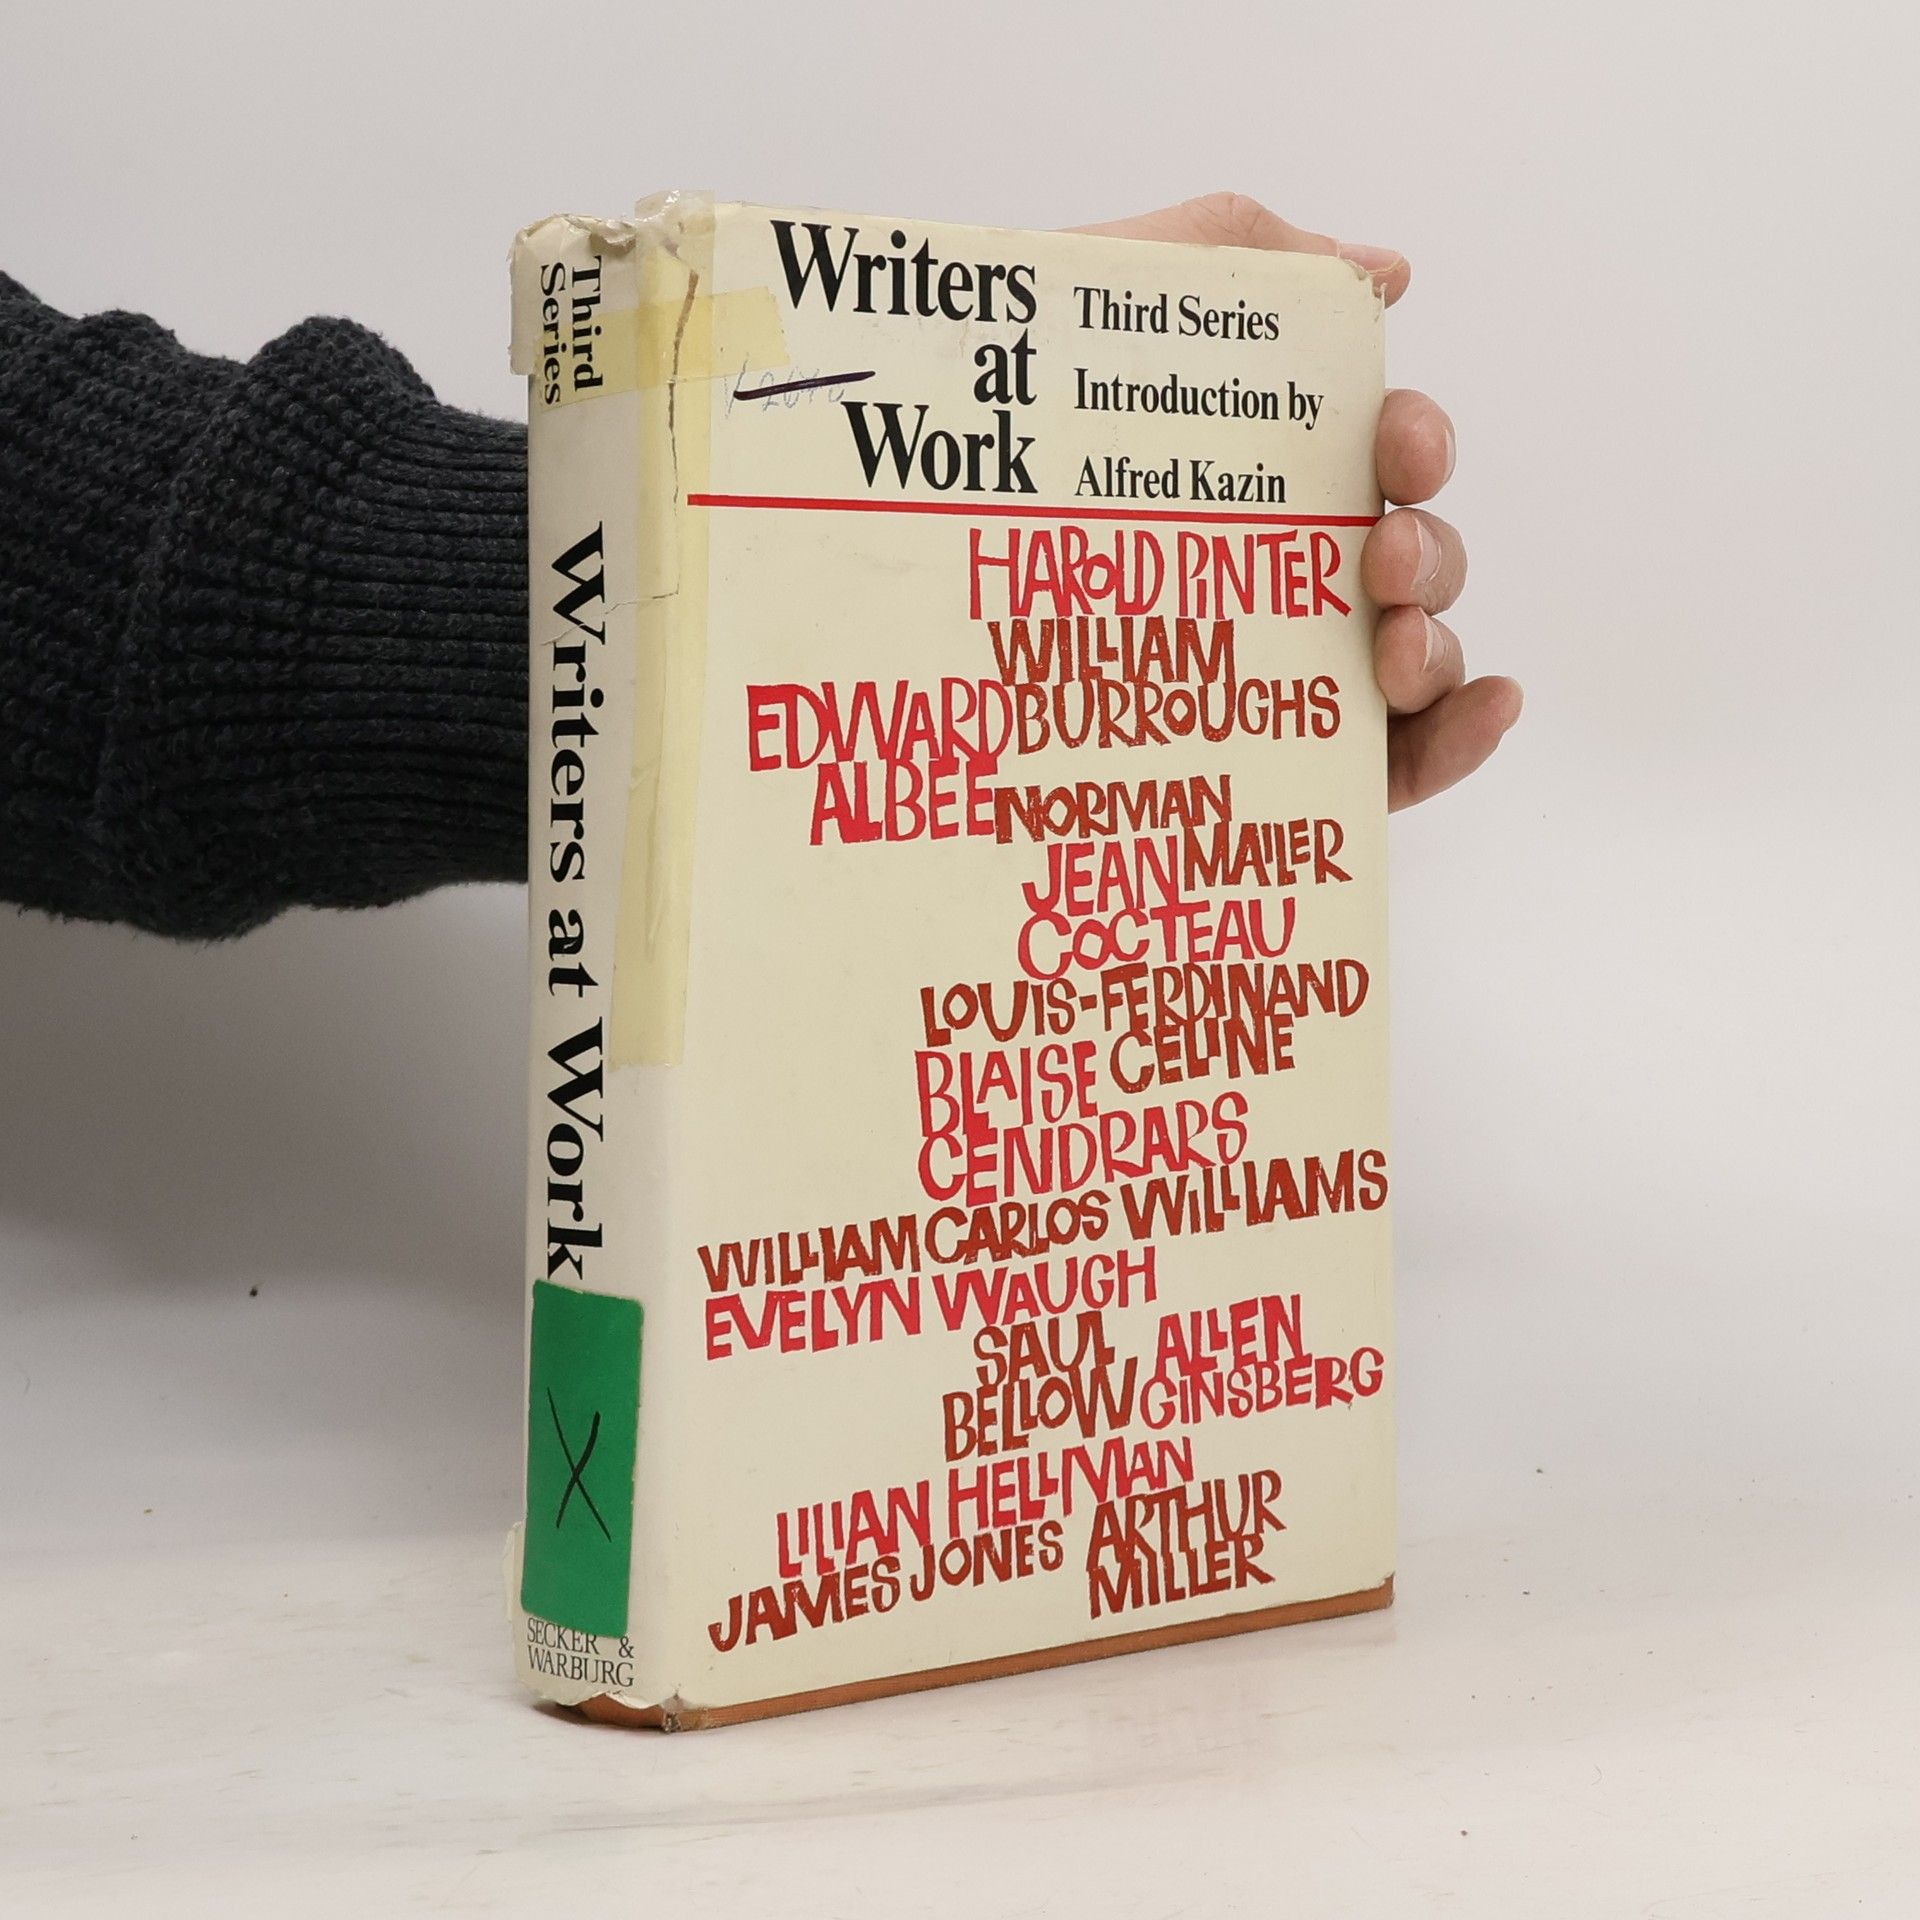 Third
Series
Writers at Work
SECKER &
WARBURG
Writers
at
Work
Third Series
Introduction by
Alfred Kazin
HAROLD PINTER
WILLIAM
BURROUGHS
EDWARD
ALBEE
NORMAN
MAILER
JEAN
COCTEAU
LOUIS-FERDINAND
CELINE
BLAISE
CENDRARS
WILLIAM CARLOS WILLIAMS
EVELYN WAUGH
SAUL
BELLOW
ALLEN
GINSBERG
LILIAN HELLMAN
JAMES JONES
ARTHUR
MILLER